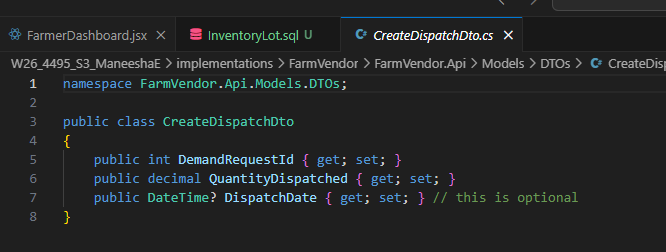 FarmerDashboard.jsx InventoryLot.sql U CreateDispatchDto.cs
W26_4495_S3_ManeeshaE > implementations > FarmVendor > FarmVendor.Api > Models > DTOs > CreateDisp
1 namespace FarmVendor.Api.Models.DTOs;
2
3 public class CreateDispatchDto
4 {
5 public int DemandRequestId { get; set; }
6 public decimal QuantityDispatched { get; set; }
7 public DateTime? DispatchDate { get; set; } // this is optional
8 }